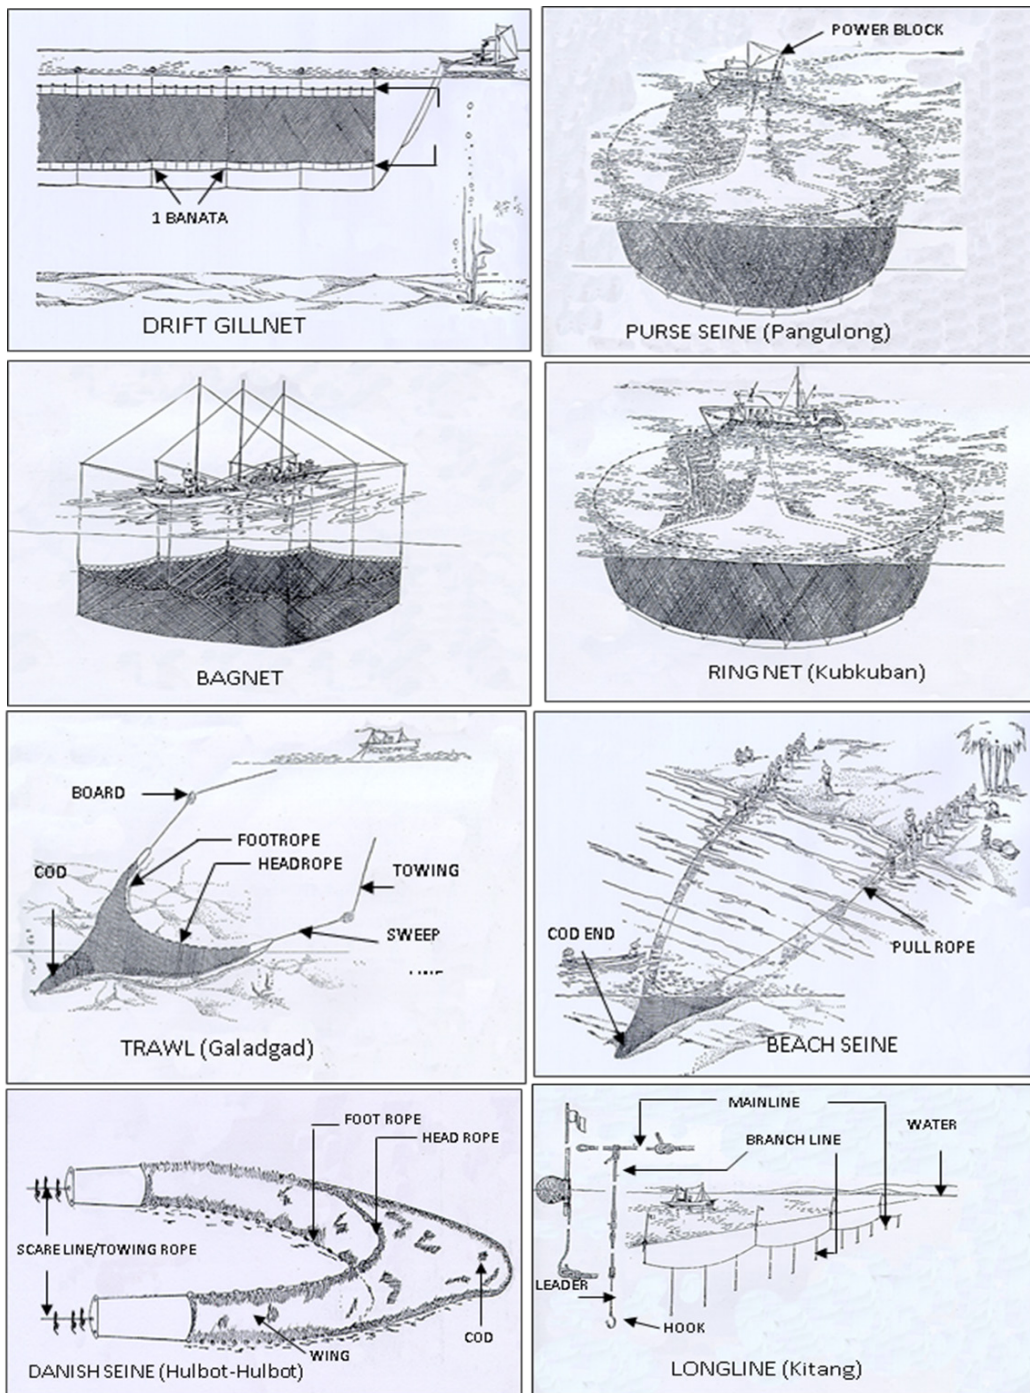 1 BANATA
DRIFT GILLNET
POWER BLOCK
PURSE SEINE (Pangulong)
BAGNET
RING NET (Kubkuban)
BOARD
FOOTROPE
HEADROPE
COD
TOWING
SWEEP
TRAWL (Galadgad)
COD END
PULL ROPE
BEACH SEINE
FOOT ROPE
HEAD ROPE
SCARE LINE/TOWING ROPE
WING
COD
DANISH SEINE (Hulbot-Hulbot)
MAINLINE
BRANCH LINE
WATER
LEADER
HOOK
LONGLINE (Kitang)